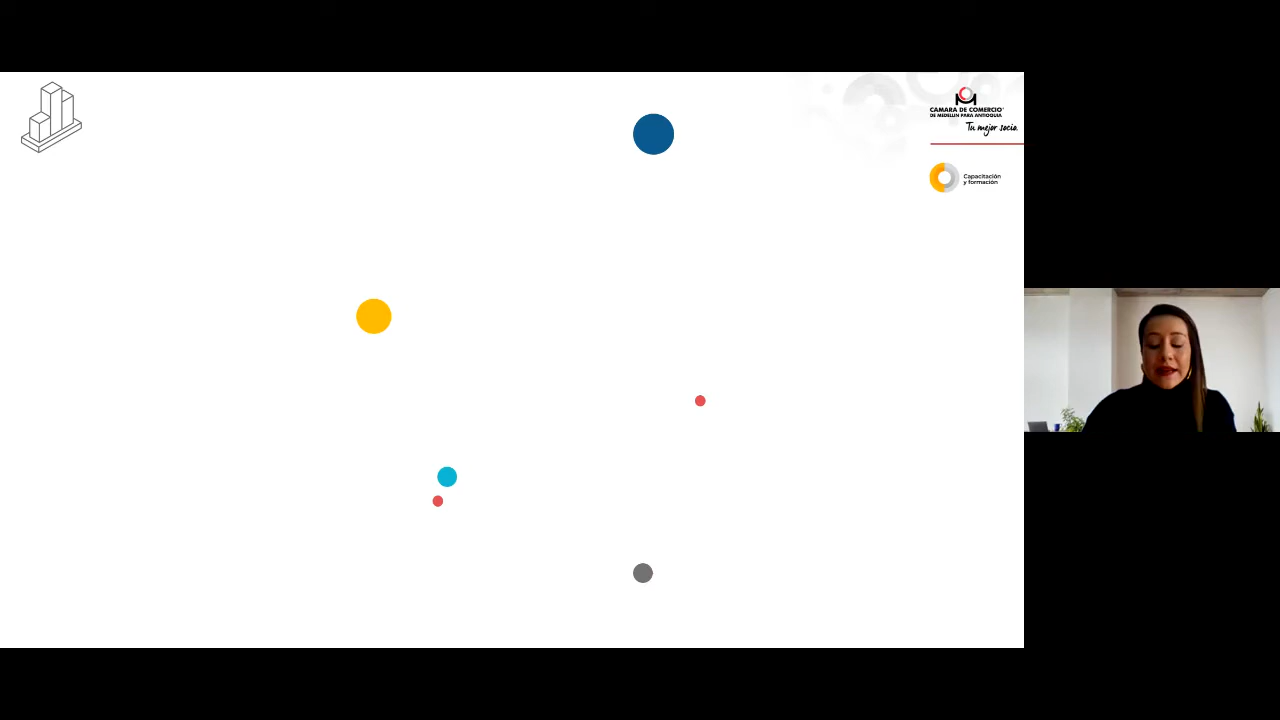 CAMARA DE COMERCIO
DE MEDELLIN PARA ANTIOQUIA
Tu mejor socio.
Capacitación
y formación